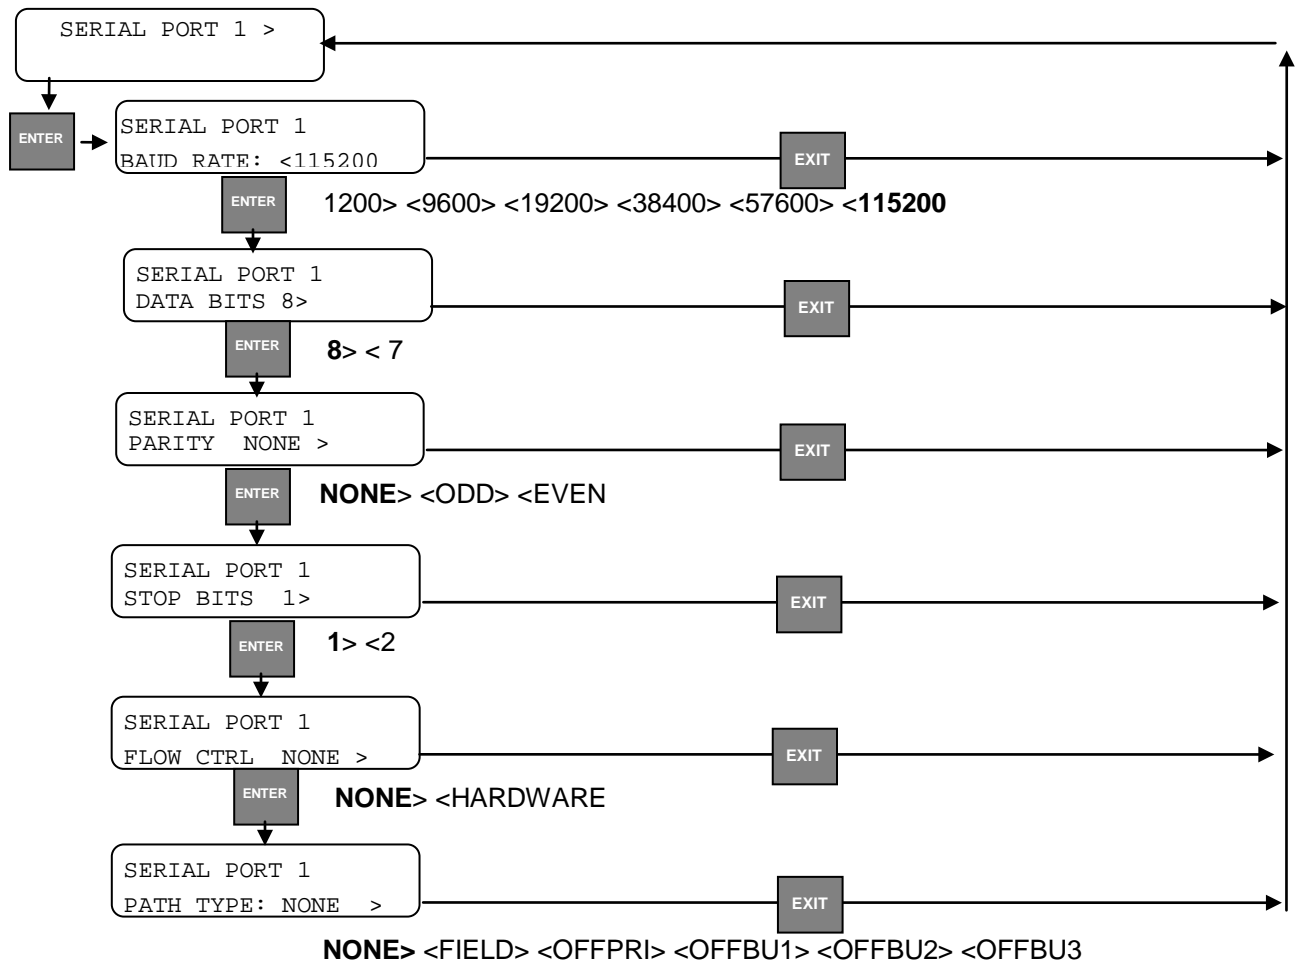 SERIAL PORT 1 >
ENTER
SERIAL PORT 1
BAUD RATE: <115200
EXIT
ENTER
1200> <9600> <19200> <38400> <57600> <115200
SERIAL PORT 1
DATA BITS 8>
EXIT
ENTER
8> < 7
SERIAL PORT 1
PARITY NONE >
EXIT
ENTER
NONE> <ODD> <EVEN
SERIAL PORT 1
STOP BITS 1>
EXIT
ENTER
1> <2
SERIAL PORT 1
FLOW CTRL NONE >
EXIT
ENTER
NONE> <HARDWARE
SERIAL PORT 1
PATH TYPE: NONE >
EXIT
NONE> <FIELD> <OFFPRI> <OFFBU1> <OFFBU2> <OFFBU3